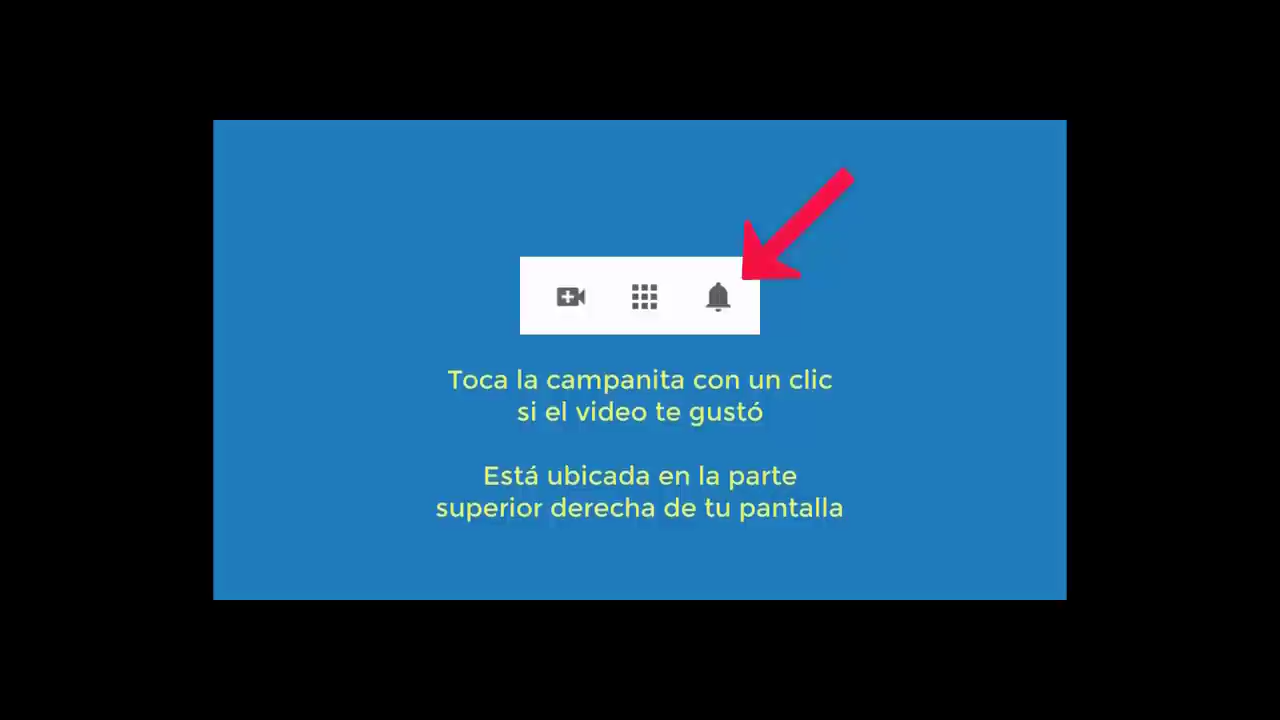 Toca la campanita con un clic
si el video te gustó
Está ubicada en la parte
superior derecha de tu pantalla